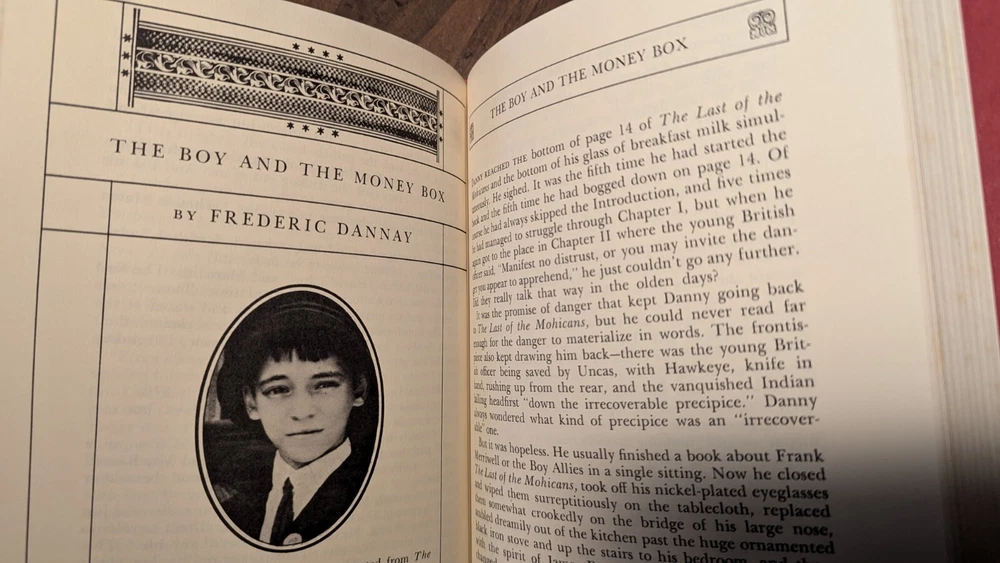 THE BOY AND THE MONEY BOX
BY FREDERIC DANNAY
from The
THE BOY AND THE MONEY BOX
DANNY REACHED THE bottom of page 14 of The Last of the
Mohicans and the bottom of his glass of breakfast milk simul-
taneously. He sighed. It was the fifth time he had started the
book and the fifth time he had bogged down on page 14. Of
course he had always skipped the Introduction, and five times
he had managed to struggle through Chapter I, but when he
again got to the place in Chapter II where the young British
officer said, "Manifest no distrust, or you may invite the dan-
ger you appear to apprehend," he just couldn't go any further.
Did they really talk that way in the olden days?
It was the promise of danger that kept Danny going back
to The Last of the Mohicans, but he could never read far
enough for the danger to materialize in words. The frontis-
piece also kept drawing him back—there was the young Brit-
ish officer being saved by Uncas, with Hawkeye, knife in
hand, rushing up from the rear, and the vanquished Indian
falling headfirst "down the irrecoverable precipice." Danny
always wondered what kind of precipice was an "irrecover-
able" one.
But it was hopeless. He usually finished a book about Frank
Merriwell or the Boy Allies in a single sitting. Now he closed
The Last of the Mohicans, took off his nickel-plated eyeglasses
and wiped them surreptitiously on the tablecloth, replaced
them somewhat crookedly on the bridge of his large nose,
ambled dreamily out of the kitchen past the huge ornamented
black iron stove and up the stairs to his bedroom, and
with the spirit of